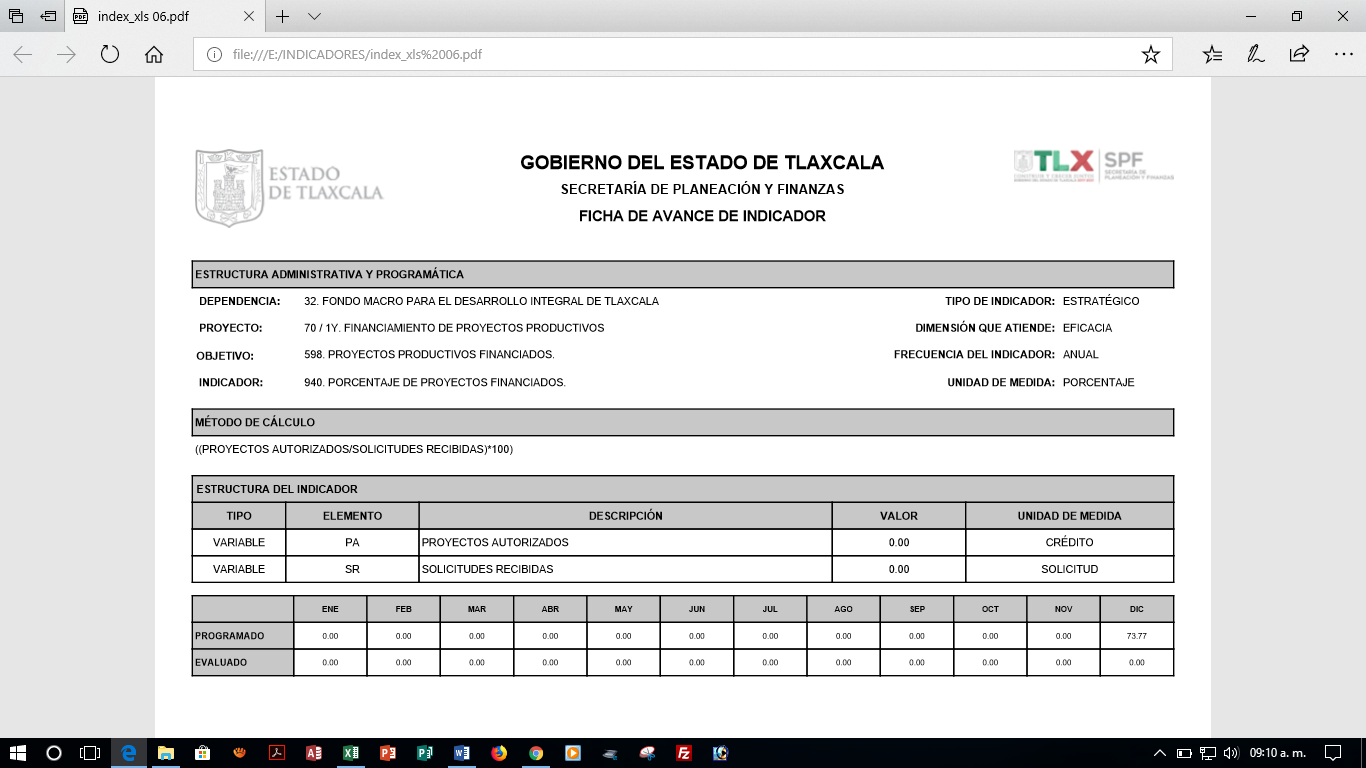 index_xls 06.pdf
file:///E:/INDICADORES/index_xls%2006.pdf
ESTADO
DE TLAXCALA
GOBIERNO DEL ESTADO DE TLAXCALA
SECRETARÍA DE PLANEACIÓN Y FINANZAS
FICHA DE AVANCE DE INDICADOR
TLX SPF
SECRETARÍA DE
PLANEACIÓN Y FINANZAS
ESTRUCTURA ADMINISTRATIVA Y PROGRAMÁTICA
DEPENDENCIA: 32. FONDO MACRO PARA EL DESARROLLO INTEGRAL DE TLAXCALA TIPO DE INDICADOR: ESTRATÉGICO
PROYECTO: 70 / 1Y. FINANCIAMIENTO DE PROYECTOS PRODUCTIVOS DIMENSIÓN QUE ATIENDE: EFICACIA
OBJETIVO: 598. PROYECTOS PRODUCTIVOS FINANCIADOS. FRECUENCIA DEL INDICADOR: ANUAL
INDICADOR: 940. PORCENTAJE DE PROYECTOS FINANCIADOS. UNIDAD DE MEDIDA: PORCENTAJE
MÉTODO DE CÁLCULO
((PROYECTOS AUTORIZADOS/SOLICITUDES RECIBIDAS)*100)
ESTRUCTURA DEL INDICADOR
TIPO ELEMENTO DESCRIPCIÓN VALOR UNIDAD DE MEDIDA
VARIABLE PA PROYECTOS AUTORIZADOS 0.00 CRÉDITO
VARIABLE SR SOLICITUDES RECIBIDAS 0.00 SOLICITUD
ENE FEB MAR ABR MAY JUN JUL AGO SEP OCT NOV DIC
PROGRAMADO 0.00 0.00 0.00 0.00 0.00 0.00 0.00 0.00 0.00 0.00 0.00 73.77
EVALUADO 0.00 0.00 0.00 0.00 0.00 0.00 0.00 0.00 0.00 0.00 0.00 0.00
09:10 a. m.